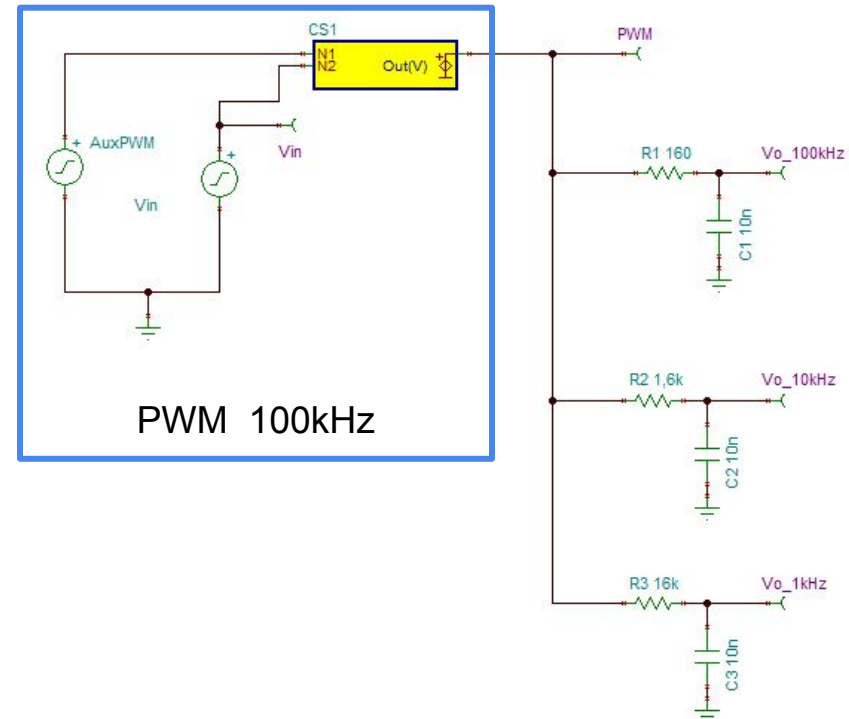 CS1
N1
N2
Out(V)
+
+ AuxPWM
Vin
+
Vin
PWM 100kHz
PWM
R1 160
Vo_100kHz
C1 10n
R2 1,6k
Vo_10kHz
C2 10n
R3 16k
Vo_1kHz
C3 10n